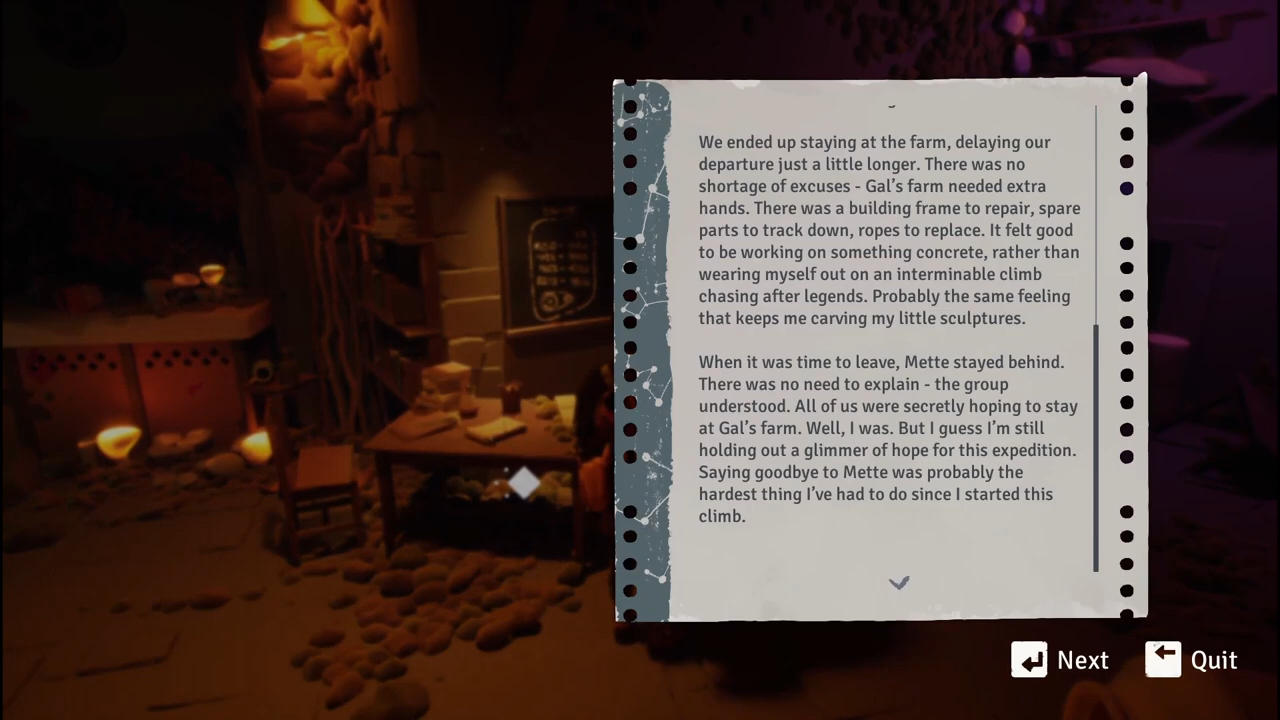 We ended up staying at the farm, delaying our
departure just a little longer. There was no
shortage of excuses - Gal’s farm needed extra
hands. There was a building frame to repair, spare
parts to track down, ropes to replace. It felt good
to be working on something concrete, rather than
wearing myself out on an interminable climb
chasing after legends. Probably the same feeling
that keeps me carving my little sculptures.
When it was time to leave, Mette stayed behind.
There was no need to explain - the group
understood. All of us were secretly hoping to stay
at Gal’s farm. Well, I was. But I guess I’m still
holding out a glimmer of hope for this expedition.
Saying goodbye to Mette was probably the
hardest thing I’ve had to do since I started this
climb.
Next
Quit